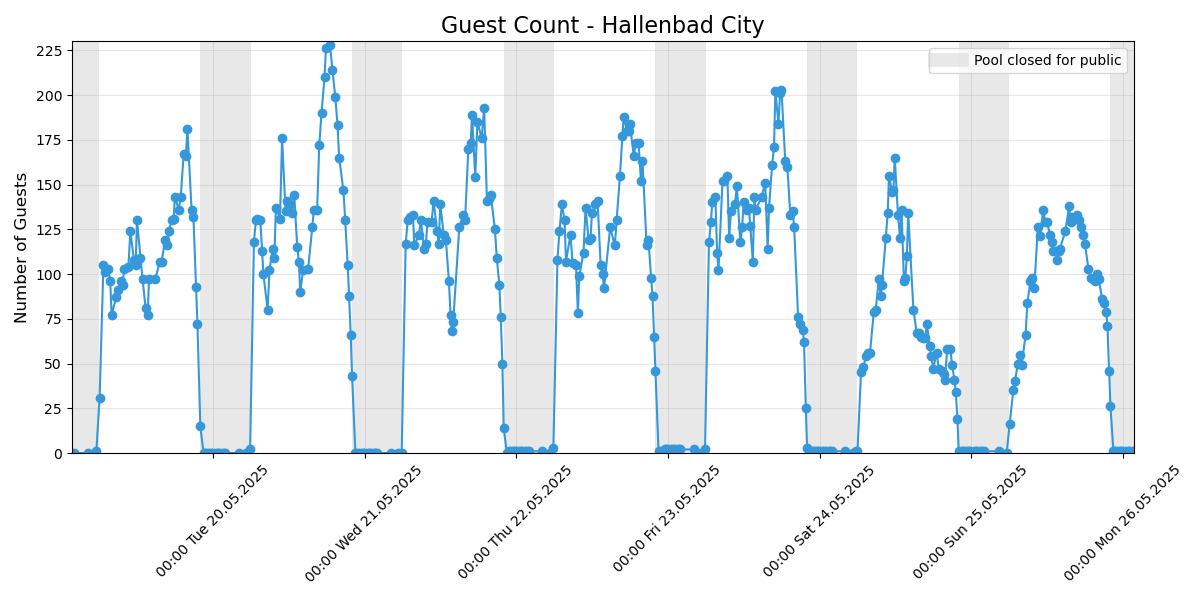 Guest Count - Hallenbad City
Pool closed for public
Number of Guests
225
200
175
150
125
100
75
50
25
0
00:00 Tue 20.05.2025
00:00 Wed 21.05.2025
00:00 Thu 22.05.2025
00:00 Fri 23.05.2025
00:00 Sat 24.05.2025
00:00 Sun 25.05.2025
00:00 Mon 26.05.2025